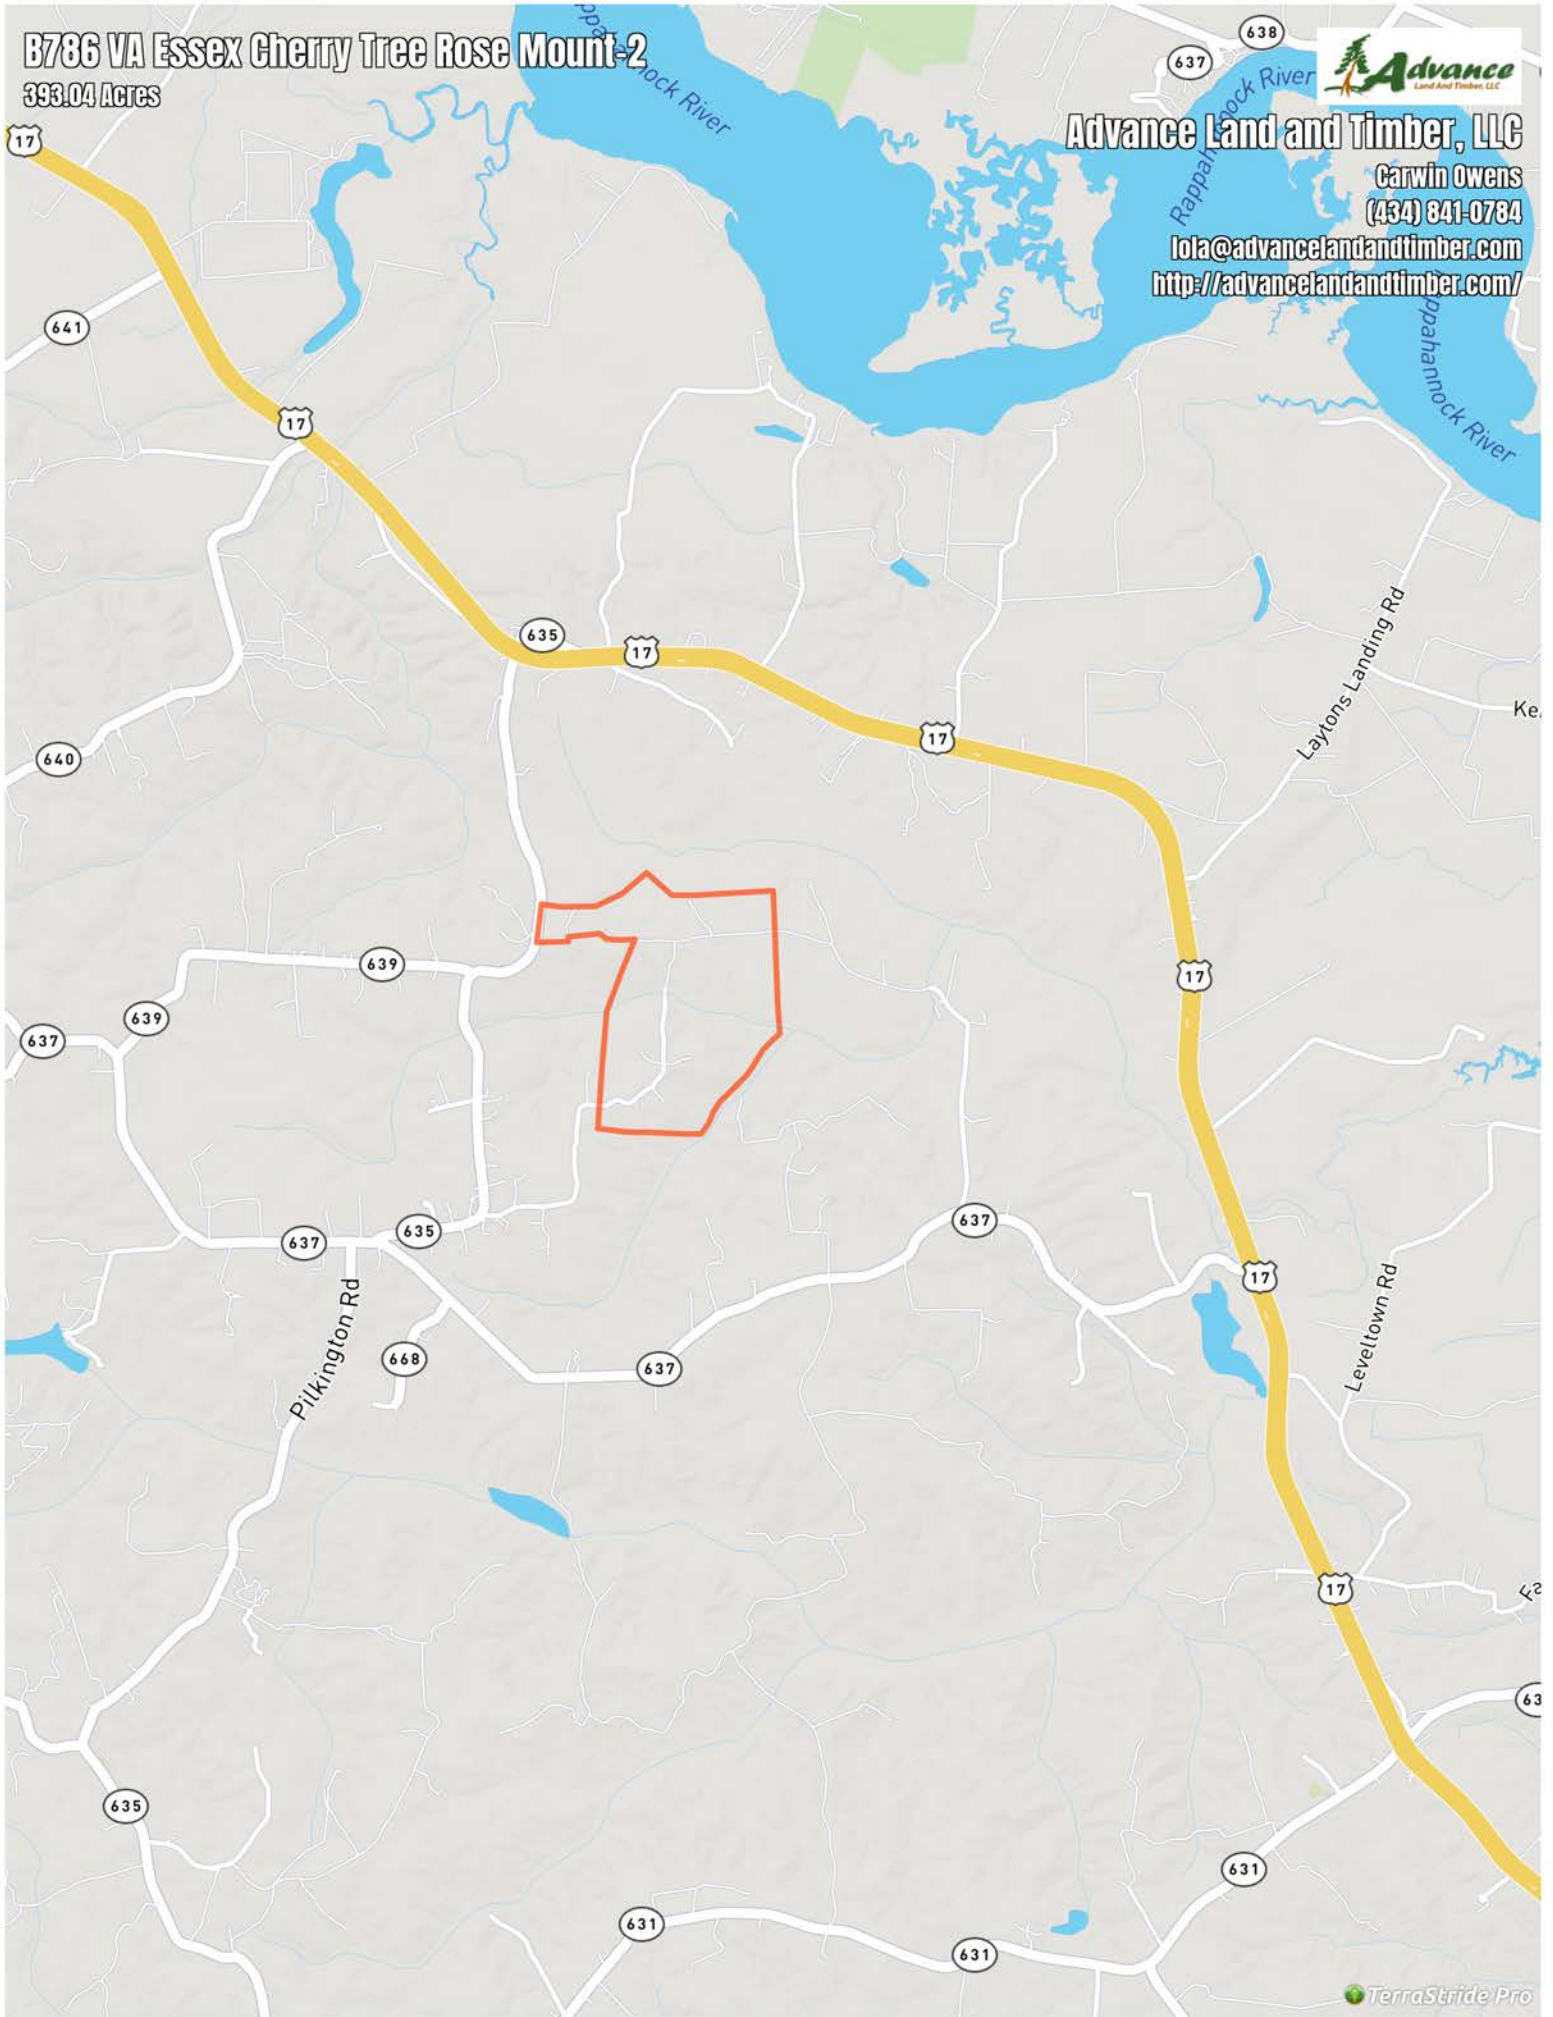 B786 VA Essex Cherry Tree Rose Mount-2
393.04 Acres
Advance
Land And Timber, LLC
Advance Land and Timber, LLC
Carwin Owens
(434) 841-0784
lola@advancelandandtimber.com
http://advancelandandtimber.com/
Rappahannock River
Rappahannock River
Rappahannock River
638
637
17
641
17
635
17
640
17
Laytons Landing Rd
Ke
639
639
637
17
635
637
637
17
Pilkington Rd
668
637
Leveltown Rd
17
Fa
63
635
631
631
631
TerraStride Pro